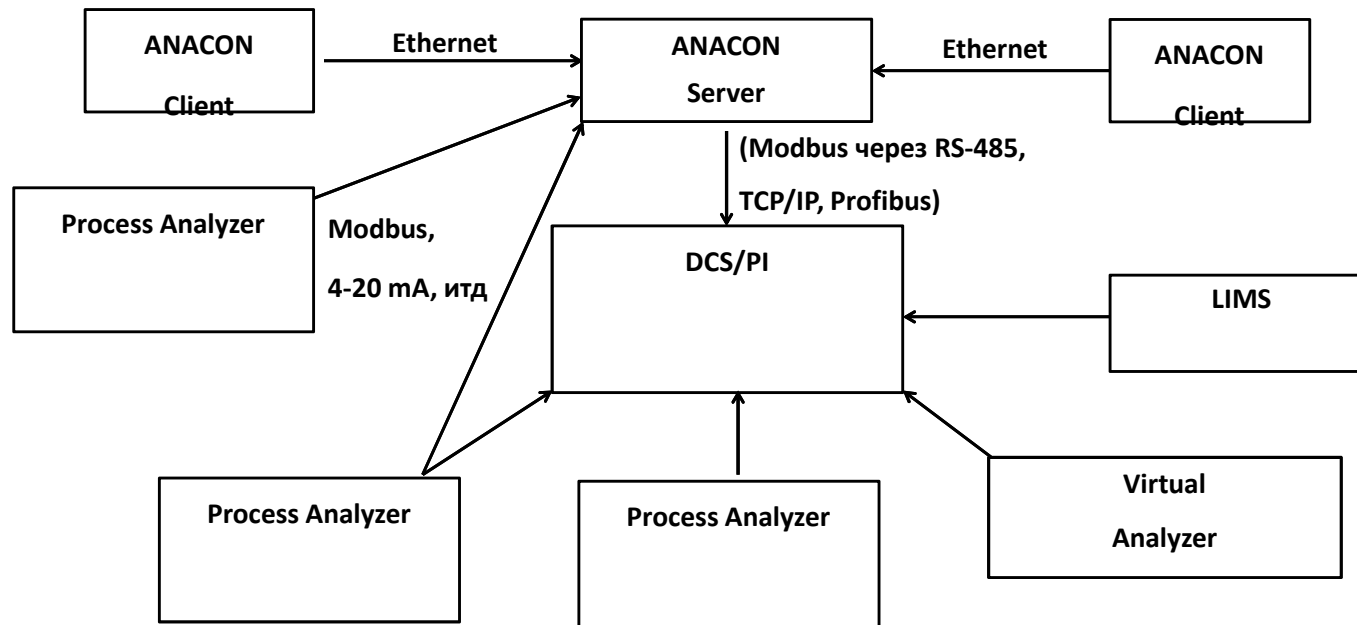 ANACON
Client
Ethernet
ANACON
Server
Ethernet
ANACON
Client
(Modbus через RS-485,
TCP/IP, Profibus)
Process Analyzer
Modbus,
4-20 mA, итд
DCS/PI
LIMS
Process Analyzer
Process Analyzer
Virtual
Analyzer